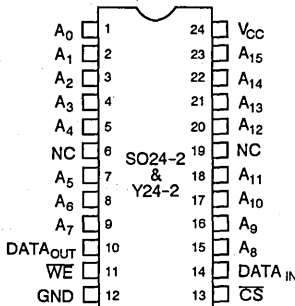 A0 1 24 VCC
A1 2 23 A15
A2 3 22 A14
A3 4 21 A13
A4 5 20 A12
NC 6 19 NC
SO24-2
&
Y24-2
A5 7 18 A11
A6 8 17 A10
A7 9 16 A9
DATAOUT 10 15 A8
WE 11 14 DATA IN
GND 12 13 CS